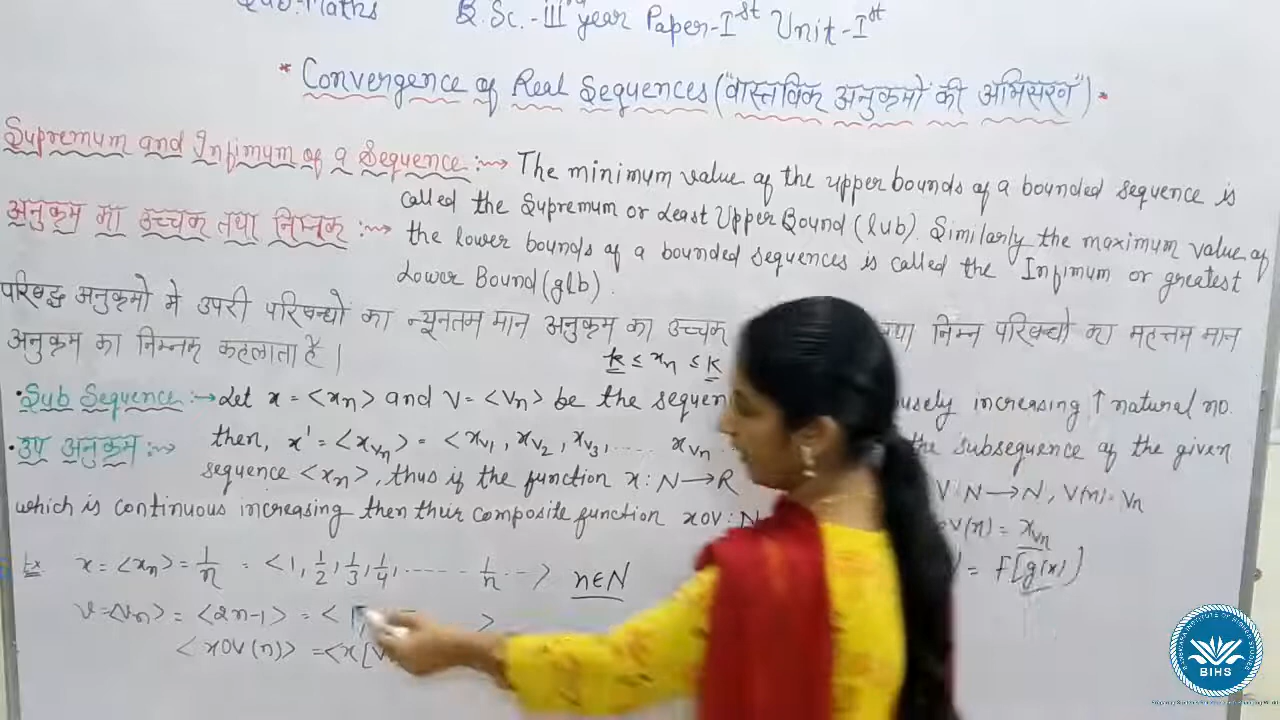 Sub:-Maths B.Sc.-III year Paper-Ist Unit-Ist
* Convergence of Real Sequences ("वास्तविक अनुक्रमों की अभिसरण") *
Supremum and Infimum of a Sequence :→ The minimum value of the upper bounds of a bounded sequence is
called the Supremum or Least Upper Bound (lub). Similarly the maximum value of
अनुक्रम का उच्चक तथा निम्नक :→ the lower bounds of a bounded sequences is called the Infimum or greatest
Lower Bound (glb).
परिबद्ध अनुक्रमो मे उपरी परिबन्धो का न्यूनतम मान अनुक्रम का उच्चक तथा निम्न परिबन्धो का महत्तम मान
अनुक्रम का निम्नक कहलाता है।
k ≤ xn ≤ K
• Sub Sequence :→ Let x = <xn> and v = <vn> be the increasing ↑ natural no.
• उप अनुक्रम :→ then, x' = <xvn> = <xv1, xv2, xv3, .... xvn the subsequence of the given
sequence <xn>, thus if the function x : N → R V : N → N, V(n) = Vn
which is continuous increasing then their composite function xov : N ov(n) = xvn
= f[g(x)]
Ex x = <xn> = 1/n = <1, 1/2, 1/3, 1/4, ..... 1/n ..> n∈N
v = <vn> = <2n-1> = < >
<xov(n)> = <x[v
BIHS